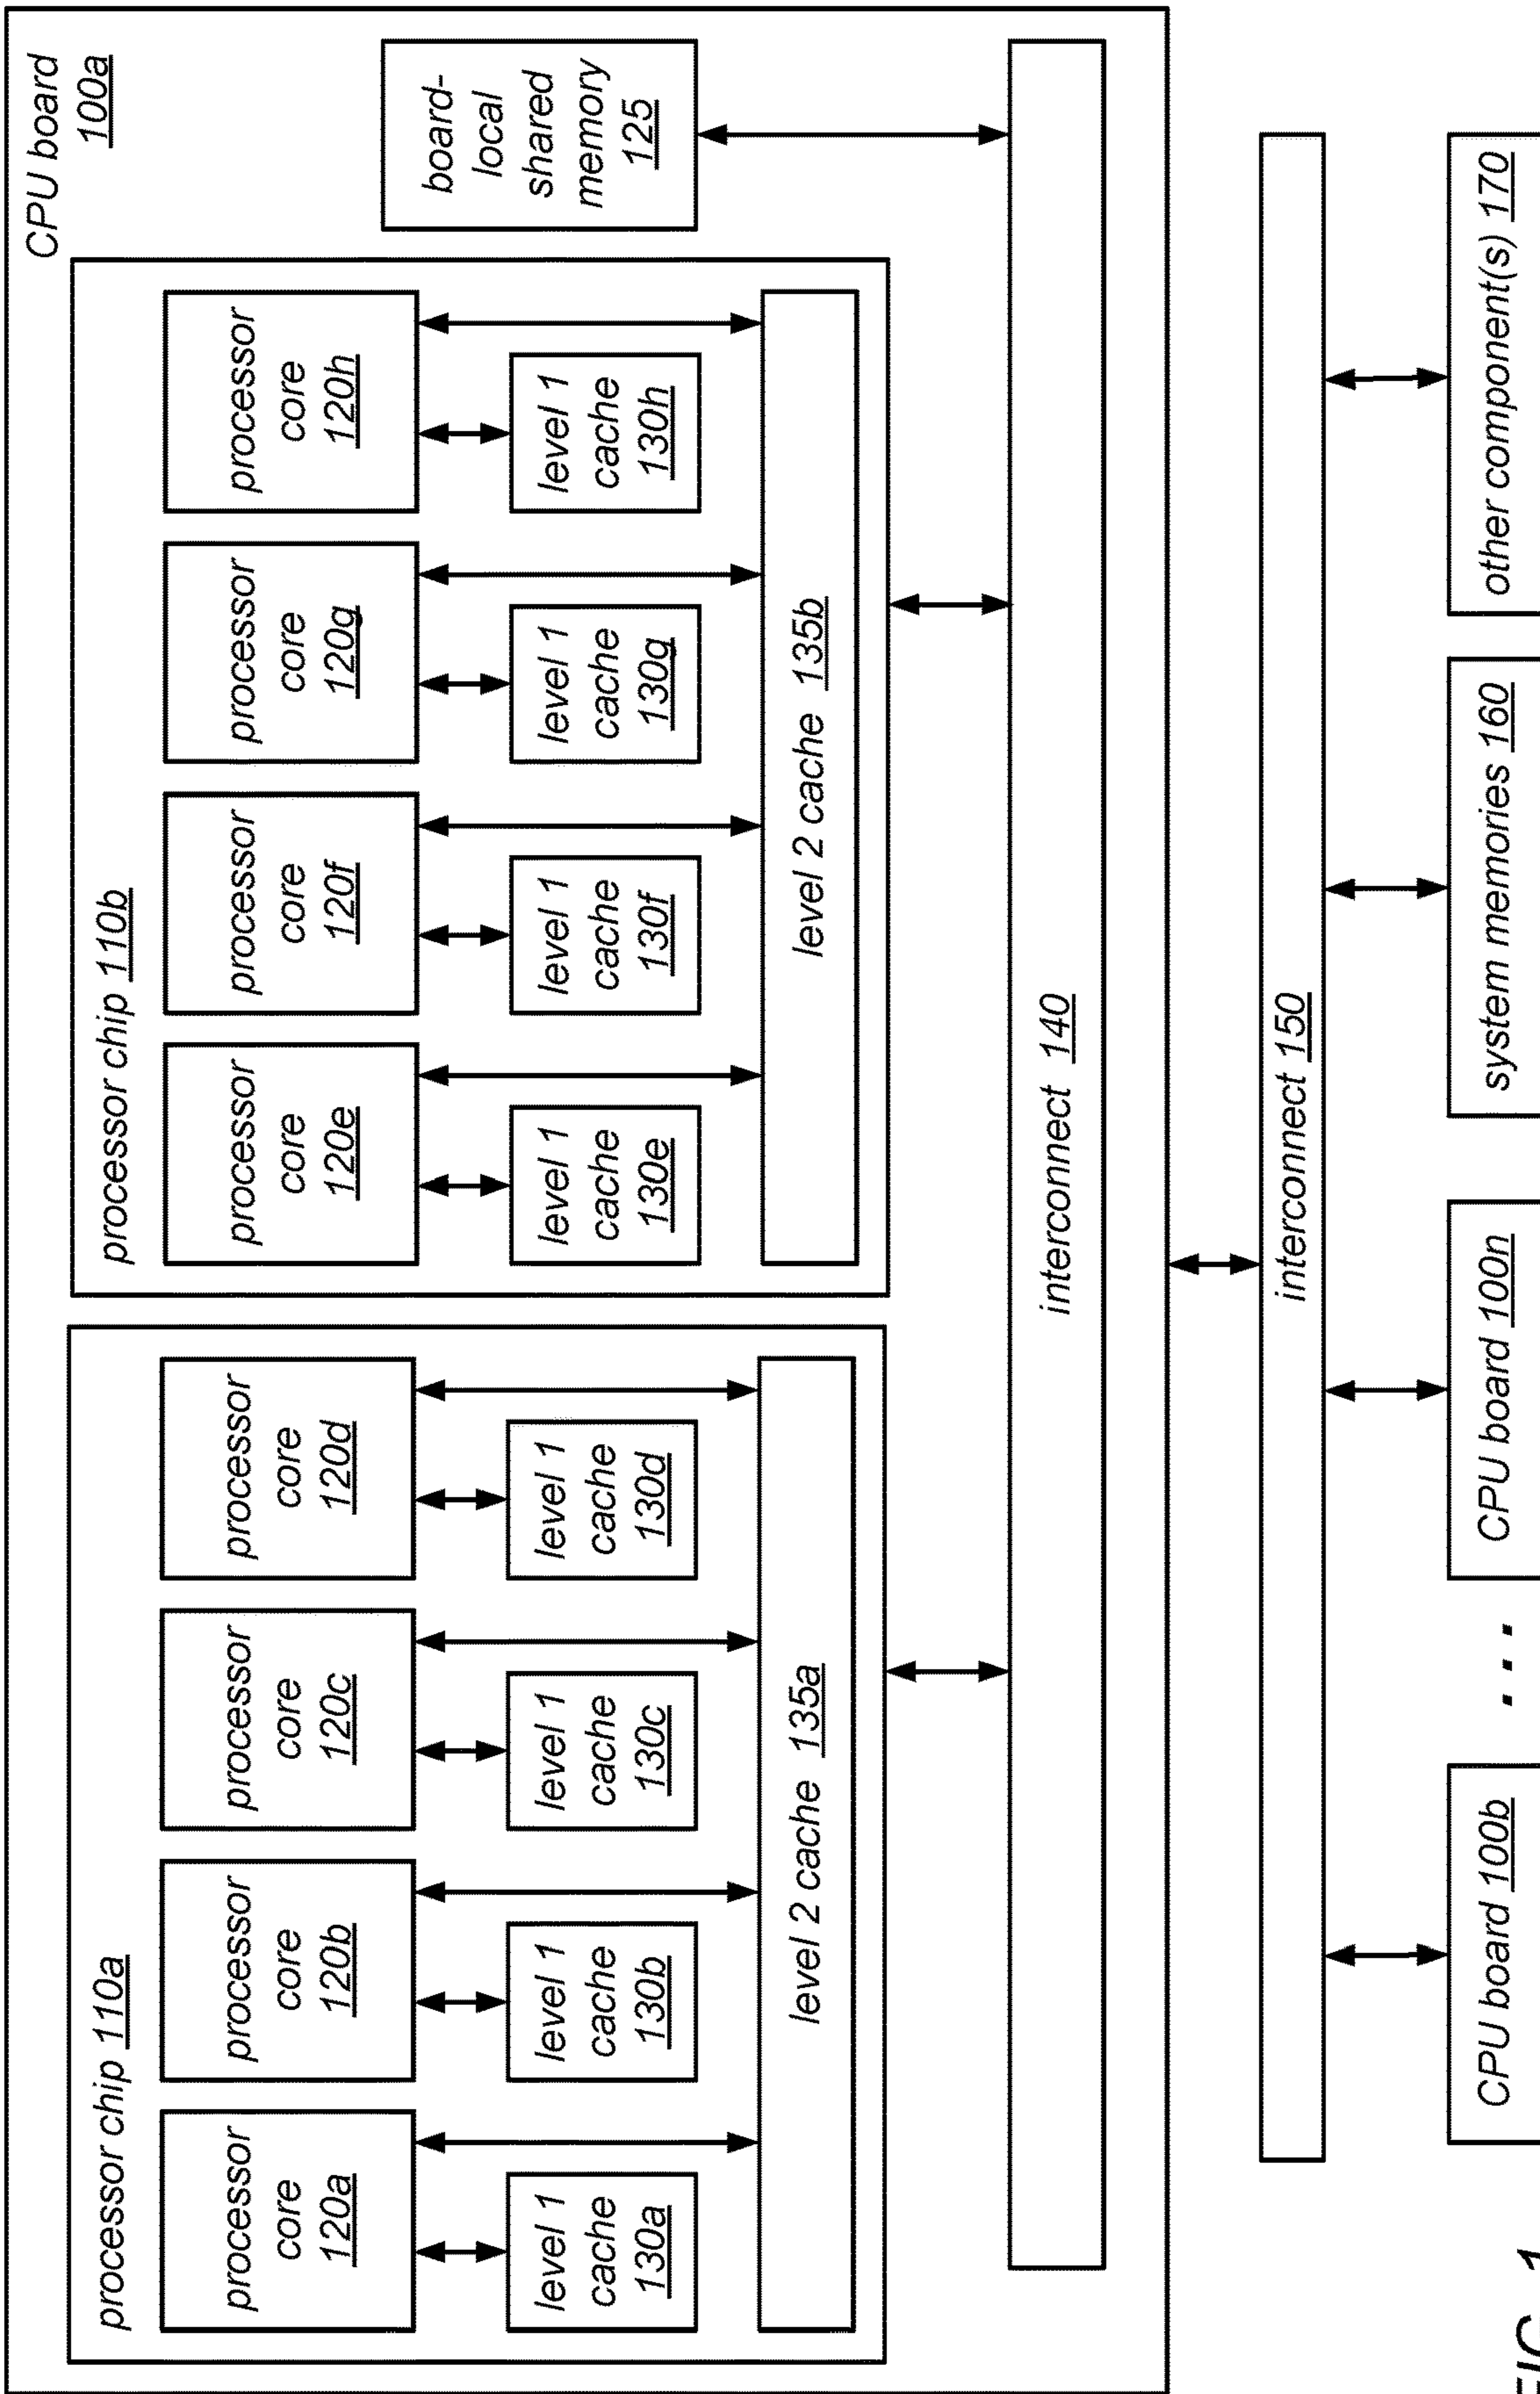 CPU board
100a
processor chip 110a
processor
core
120a
processor
core
120b
processor
core
120c
processor
core
120d
level 1
cache
130a
level 1
cache
130b
level 1
cache
130c
level 1
cache
130d
level 2 cache 135a
processor chip 110b
processor
core
120e
processor
core
120f
processor
core
120g
processor
core
120h
level 1
cache
130e
level 1
cache
130f
level 1
cache
130g
level 1
cache
130h
level 2 cache 135b
board-
local
shared
memory
125
interconnect 140
interconnect 150
CPU board 100b
. . .
CPU board 100n
system memories 160
other component(s) 170
FIG. 1